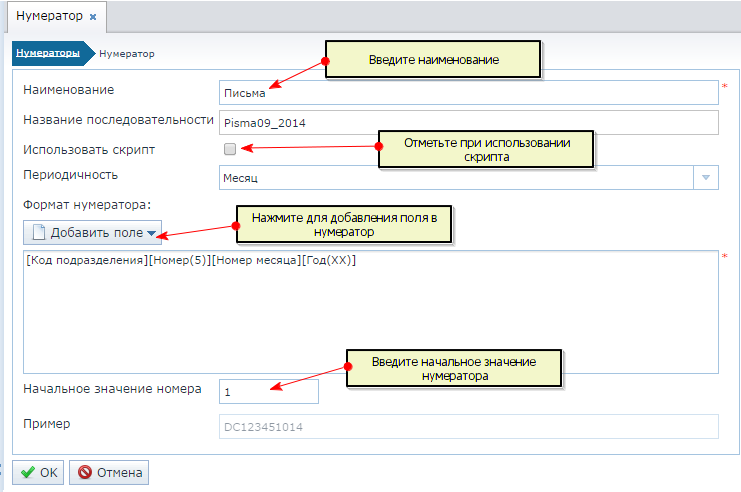 Нумератор
Нумераторы
Нумератор
Введите наименование
Наименование
Письма
*
Название последовательности
Pisma09_2014
Отметьте при использовании
скрипта
Использовать скрипт
Периодичность
Месяц
Формат нумератора:
Нажмите для добавления поля в
нумератор
Добавить поле
[Код подразделения][Номер(5)][Номер месяца][Год(XX)]
*
Введите начальное значение
нумератора
Начальное значение номера
1
Пример
DC123451014
OK
Отмена